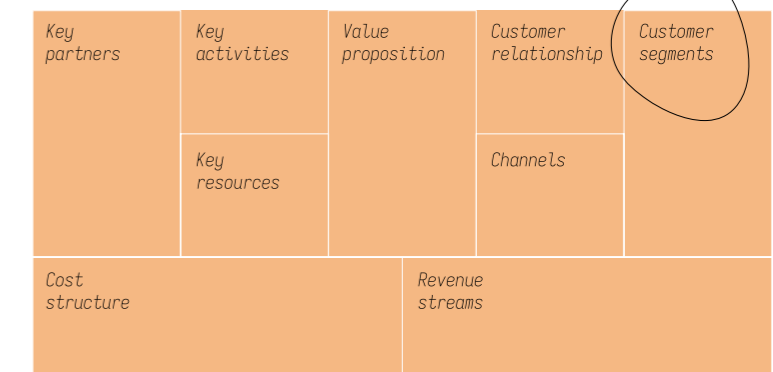 Key
partners
Key
activities
Value
proposition
Customer
relationship
Customer
segments
Key
resources
Channels
Cost
structure
Revenue
streams